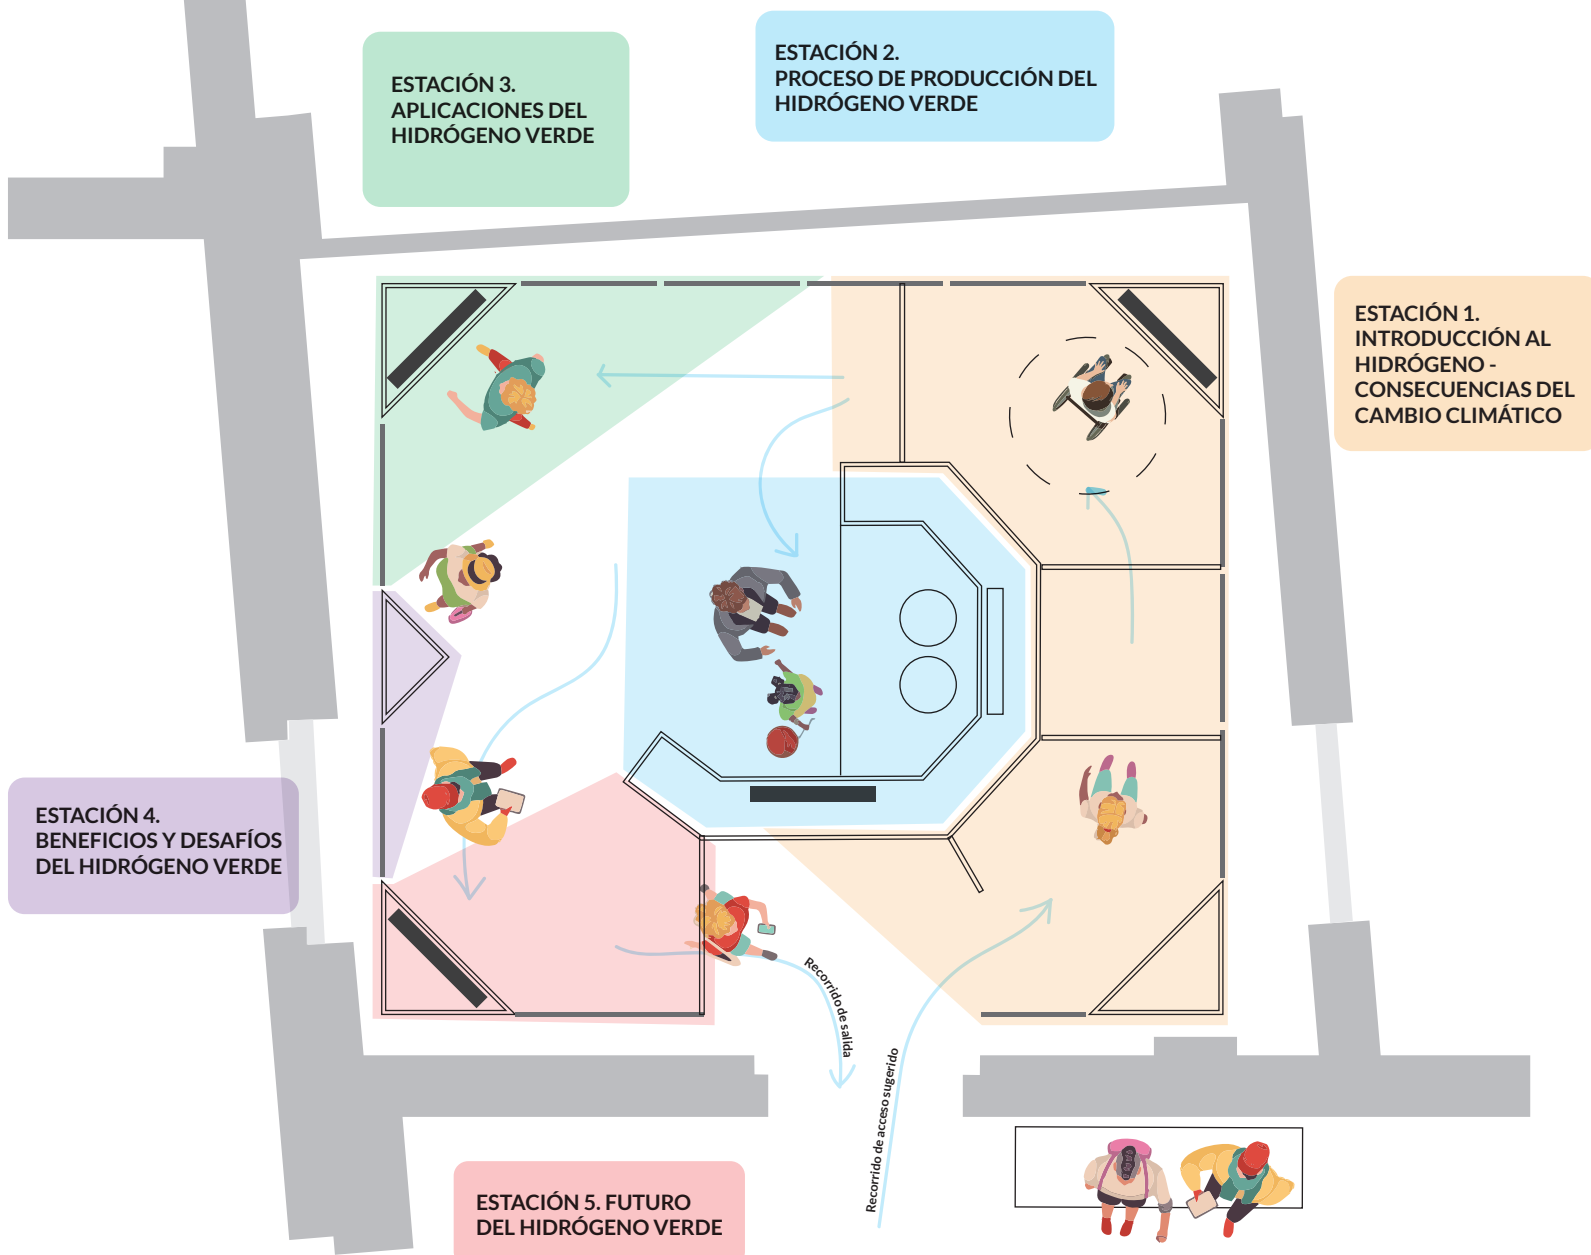 ESTACIÓN 3.
APLICACIONES DEL
HIDRÓGENO VERDE
ESTACIÓN 2.
PROCESO DE PRODUCCIÓN DEL
HIDRÓGENO VERDE
ESTACIÓN 1.
INTRODUCCIÓN AL
HIDRÓGENO -
CONSECUENCIAS DEL
CAMBIO CLIMÁTICO
ESTACIÓN 4.
BENEFICIOS Y DESAFÍOS
DEL HIDRÓGENO VERDE
Recorrido de salida
Recorrido de acceso sugerido
ESTACIÓN 5. FUTURO
DEL HIDRÓGENO VERDE